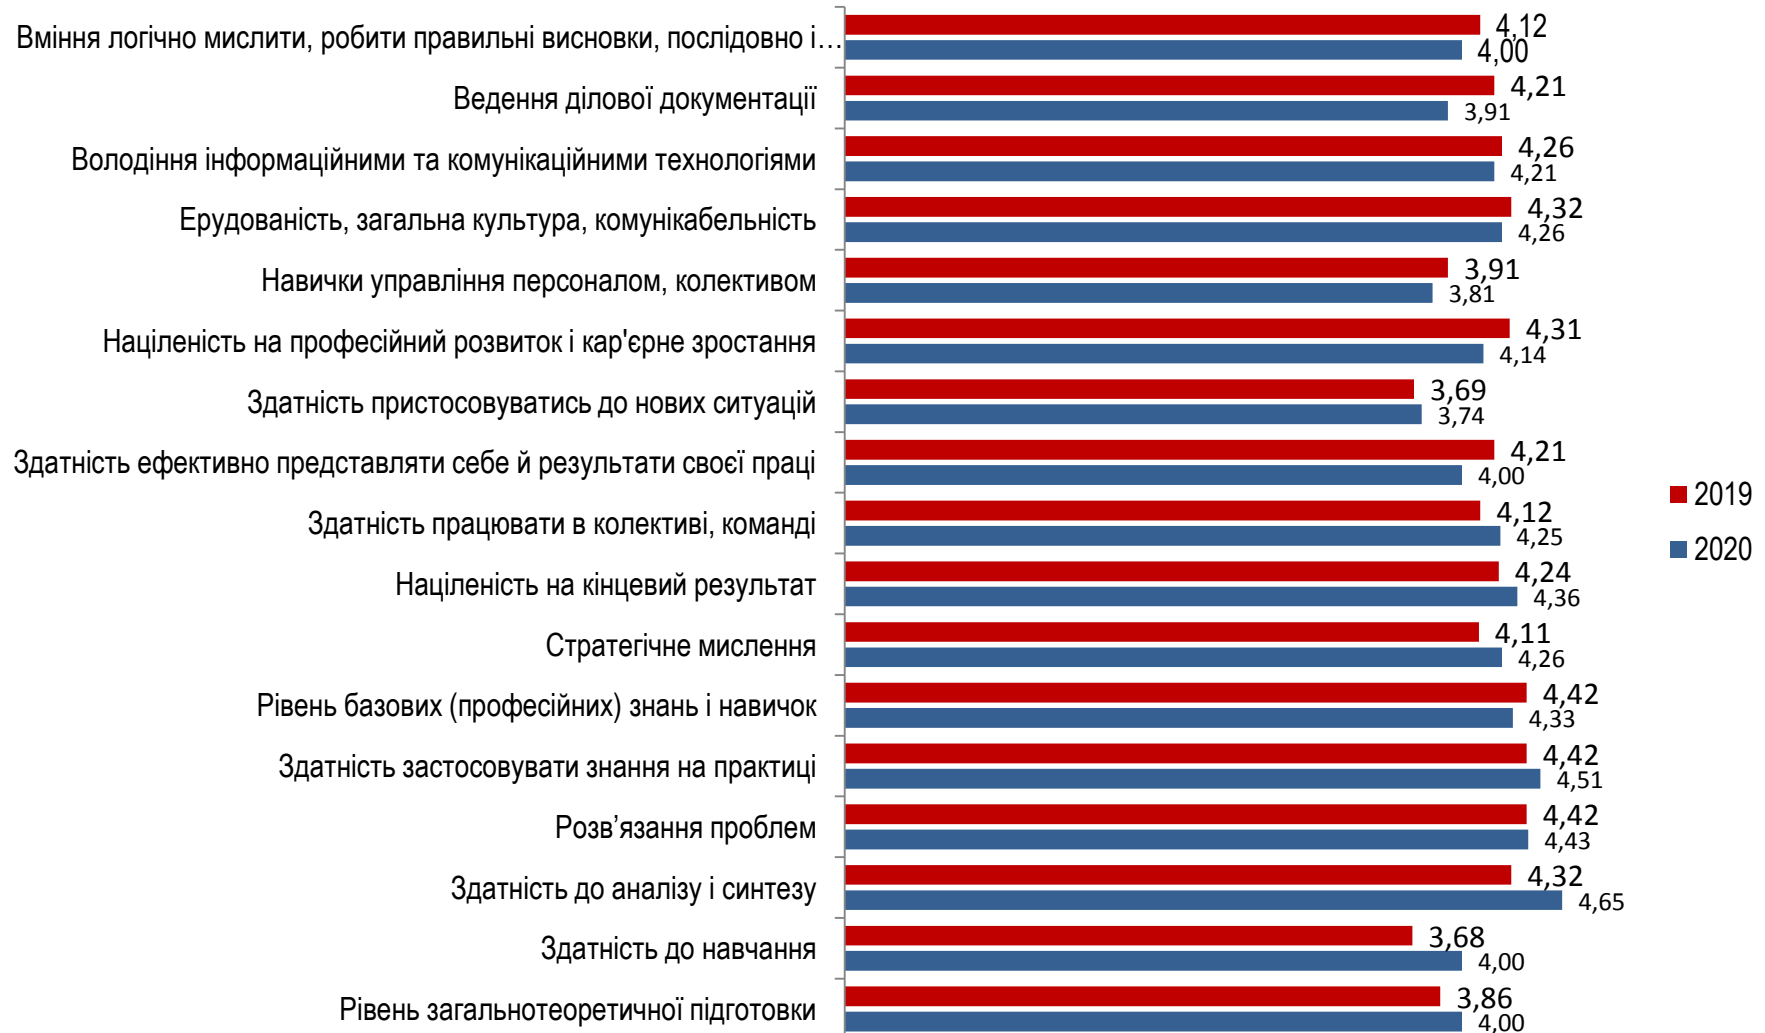 Вміння логічно мислити, робити правильні висновки, послідовно і…
4,12
4,00
Ведення ділової документації
4,21
3,91
Володіння інформаційними та комунікаційними технологіями
4,26
4,21
Ерудованість, загальна культура, комунікабельність
4,32
4,26
Навички управління персоналом, колективом
3,91
3,81
Націленість на професійний розвиток і кар'єрне зростання
4,31
4,14
Здатність пристосовуватись до нових ситуацій
3,69
3,74
Здатність ефективно представляти себе й результати своєї праці
4,21
4,00
Здатність працювати в колективі, команді
4,12
4,25
Націленість на кінцевий результат
4,24
4,36
Стратегічне мислення
4,11
4,26
Рівень базових (професійних) знань і навичок
4,42
4,33
Здатність застосовувати знання на практиці
4,42
4,51
Розв’язання проблем
4,42
4,43
Здатність до аналізу і синтезу
4,32
4,65
Здатність до навчання
3,68
4,00
Рівень загальнотеоретичної підготовки
3,86
4,00
2019
2020